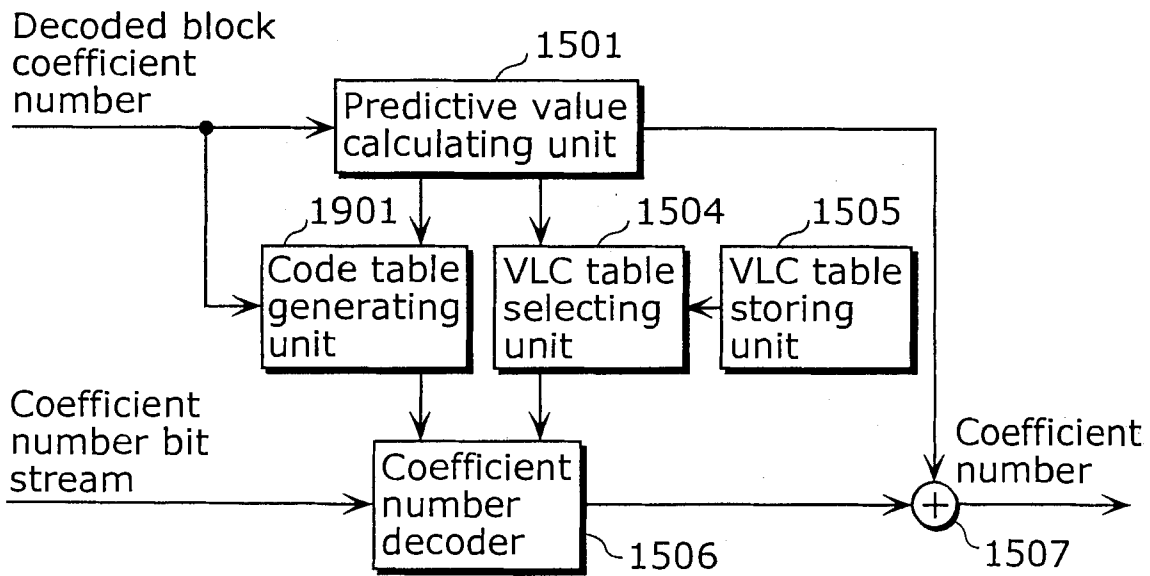 Decoded block
coefficient
number
1501
Predictive value
calculating unit
1901
1504
1505
Code table
generating
unit
VLC table
selecting
unit
VLC table
storing
unit
Coefficient
number bit
stream
Coefficient
number
decoder
1506
Coefficient
number
+
1507